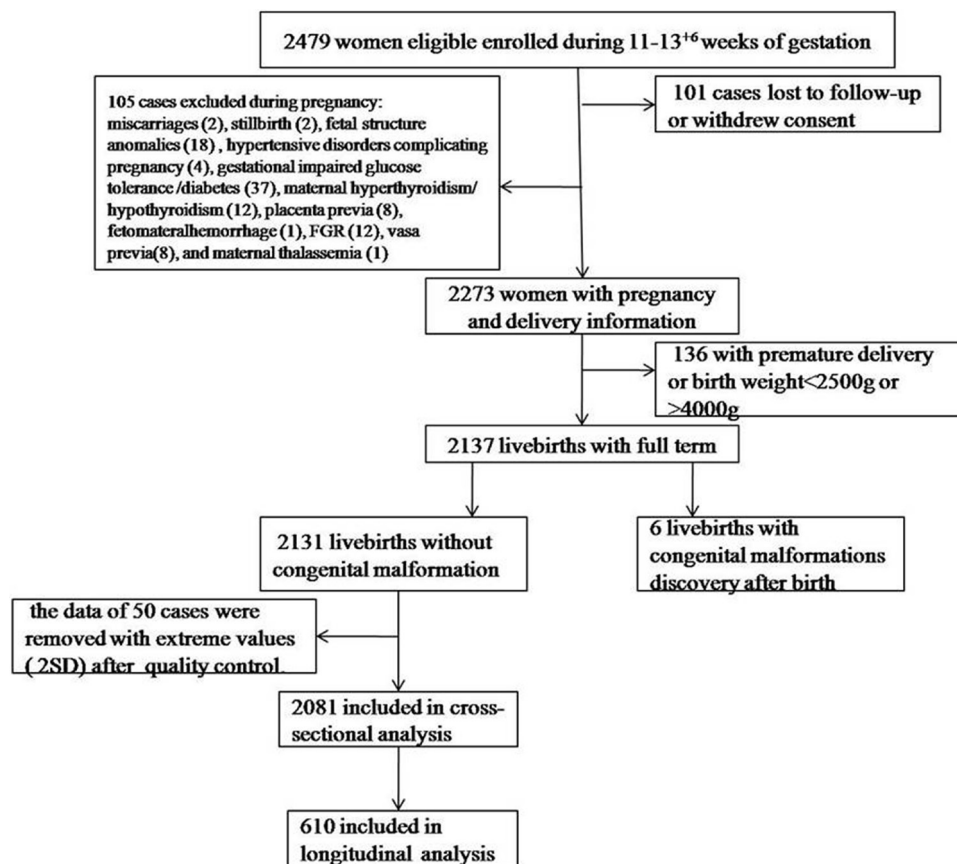 2479 women eligible enrolled during 11-13+6 weeks of gestation
105 cases excluded during pregnancy:
miscarriages (2), stillbirth (2), fetal structure
anomalies (18) , hypertensive disorders complicating
pregnancy (4), gestational impaired glucose
tolerance /diabetes (37), maternal hyperthyroidism/
hypothyroidism (12), placenta previa (8),
fetomateralhemorrhage (1), FGR (12), vasa
previa(8), and maternal thalassemia (1)
101 cases lost to follow-up
or withdrew consent
2273 women with pregnancy
and delivery information
136 with premature delivery
or birth weight<2500g or
>4000g
2137 livebirths with full term
2131 livebirths without
congenital malformation
6 livebirths with
congenital malformations
discovery after birth
the data of 50 cases were
removed with extreme values
( 2SD) after quality control.
2081 included in cross-
sectional analysis
610 included in
longitudinal analysis